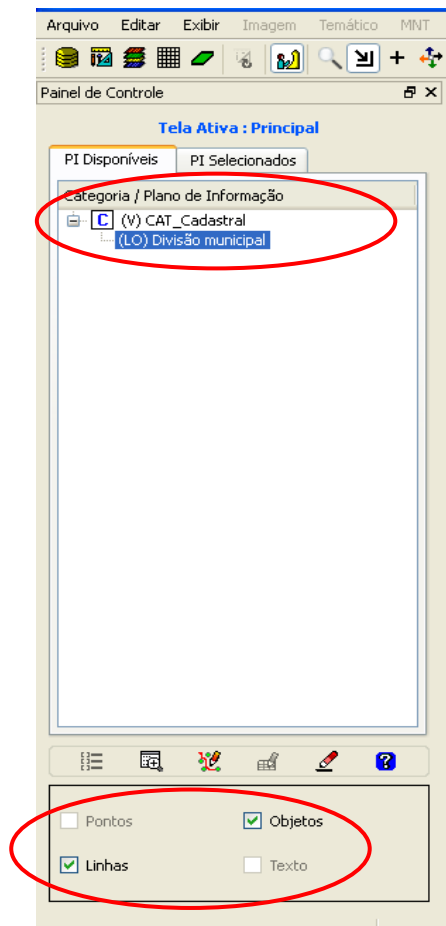 Arquivo Editar Exibir Imagem Temático MNT
Painel de Controle
Tela Ativa : Principal
PI Disponíveis PI Selecionados
Categoria / Plano de Informação
C (V) CAT_Cadastral
(LO) Divisão municipal
Pontos Objetos
Linhas Texto